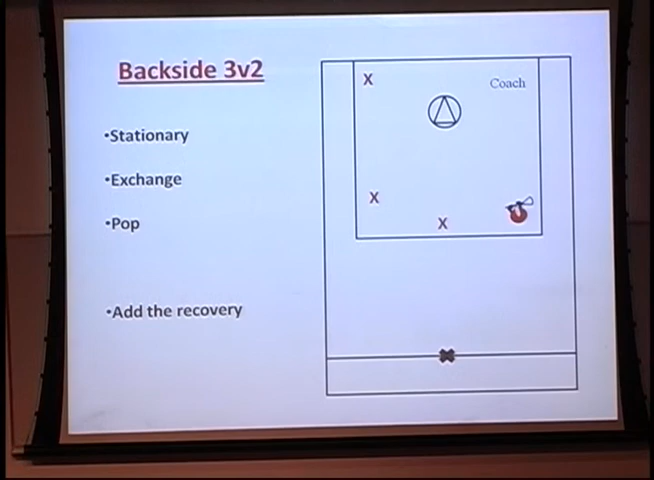 Backside 3v2
•Stationary
•Exchange
•Pop
•Add the recovery
X
Coach
X
X